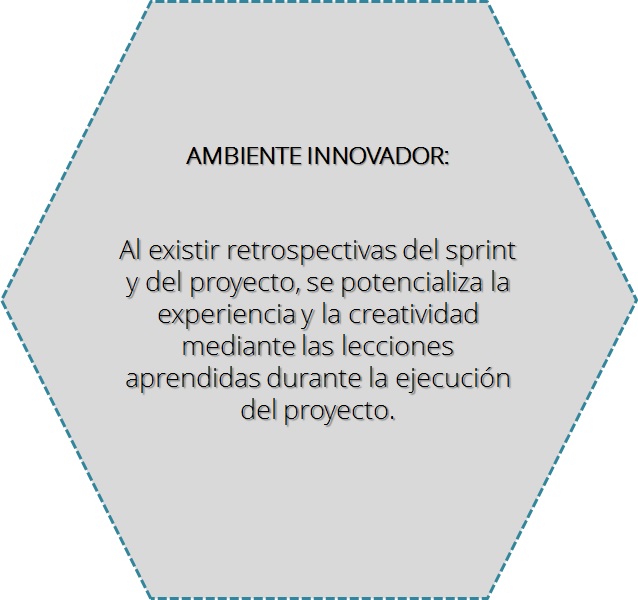 AMBIENTE INNOVADOR:
Al existir retrospectivas del sprint
y del proyecto, se potencializa la
experiencia y la creatividad
mediante las lecciones
aprendidas durante la ejecución
del proyecto.